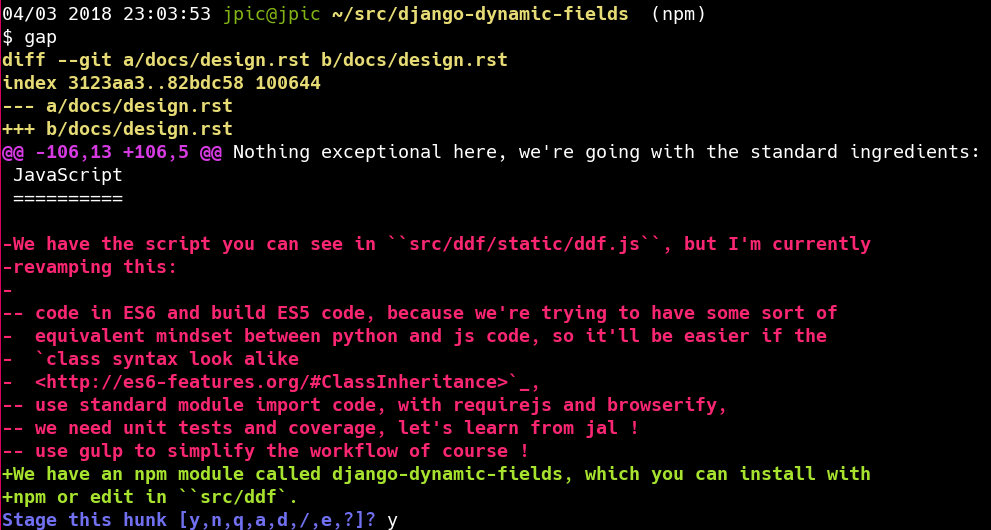 04/03 2018 23:03:53 jpic@jpic ~/src/django-dynamic-fields  (npm)
$ gap
diff --git a/docs/design.rst b/docs/design.rst
index 3123aa3..82bdc58 100644
--- a/docs/design.rst
+++ b/docs/design.rst
@@ -106,13 +106,5 @@ Nothing exceptional here, we're going with the standard ingredients:
 JavaScript
 ==========

-We have the script you can see in ``src/ddf/static/ddf.js``, but I'm currently
-revamping this:
-
-- code in ES6 and build ES5 code, because we're trying to have some sort of
-  equivalent mindset between python and js code, so it'll be easier if the
-  `class syntax look alike
-  <http://es6-features.org/#ClassInheritance>`_,
-- use standard module import code, with requirejs and browserify,
-- we need unit tests and coverage, let's learn from jal !
-- use gulp to simplify the workflow of course !
+We have an npm module called django-dynamic-fields, which you can install with
+npm or edit in ``src/ddf`.
Stage this hunk [y,n,q,a,d,/,e,?]? y